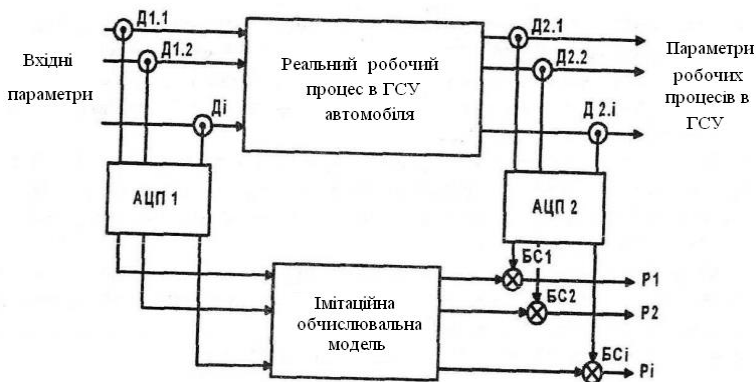 Д1.1
Д1.2
Ді
Вхідні
параметри
Реальний робочий
процес в ГСУ
автомобіля
Д2.1
Д2.2
Д 2.і
Параметри
робочих
процесів в
ГСУ
АЦП 1
АЦП 2
Імітаційна
обчислювальна
модель
БС1
БС2
БСі
Р1
Р2
Рі